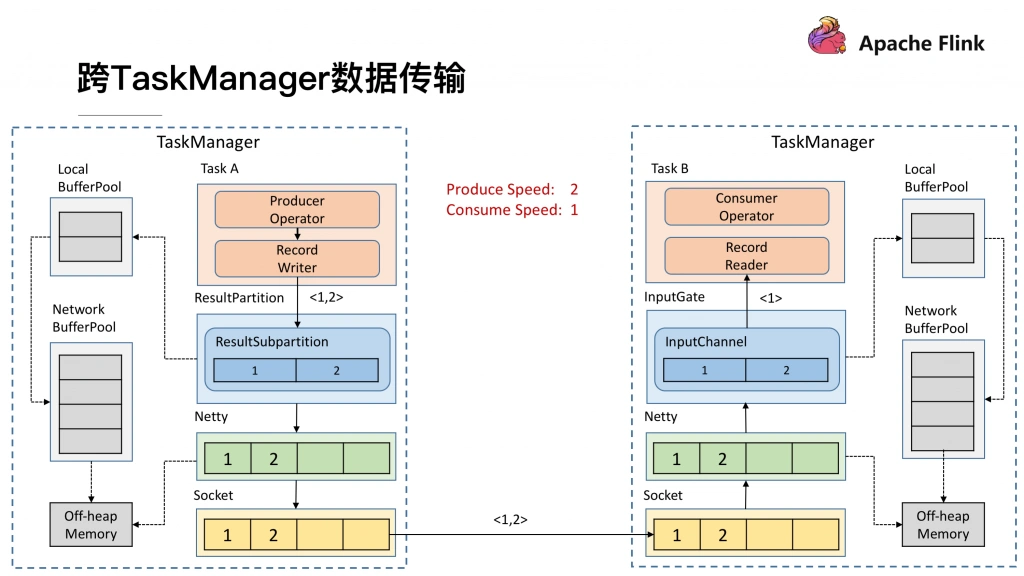 Apache Flink
跨TaskManager数据传输
TaskManager
Local
BufferPool
Task A
Producer
Operator
Record
Writer
ResultPartition
<1,2>
Network
BufferPool
ResultSubpartition
1
2
Netty
1
2
Socket
1
2
Off-heap
Memory
Produce Speed: 2
Consume Speed: 1
<1,2>
TaskManager
Task B
Local
BufferPool
Consumer
Operator
Record
Reader
InputGate
<1>
Network
BufferPool
InputChannel
1
2
Netty
1
2
Socket
1
2
Off-heap
Memory